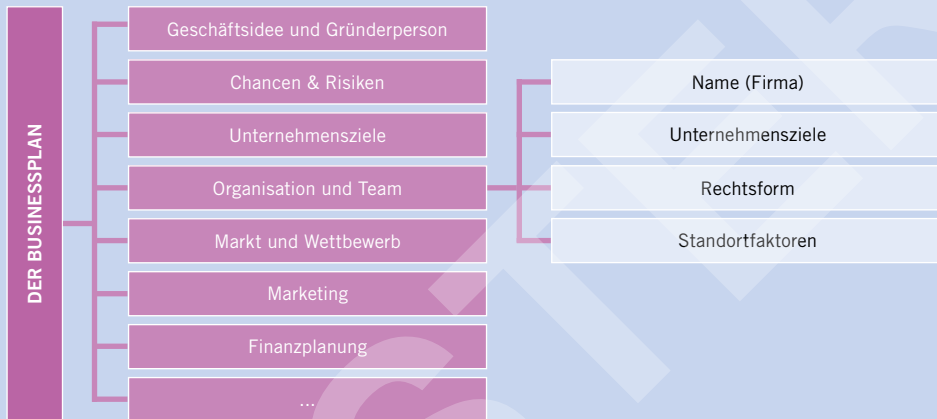 DER BUSINESSPLAN
Geschäftsidee und Gründerperson
Chancen & Risiken
Unternehmensziele
Organisation und Team
Markt und Wettbewerb
Marketing
Finanzplanung
...
Name (Firma)
Unternehmensziele
Rechtsform
Standortfaktoren